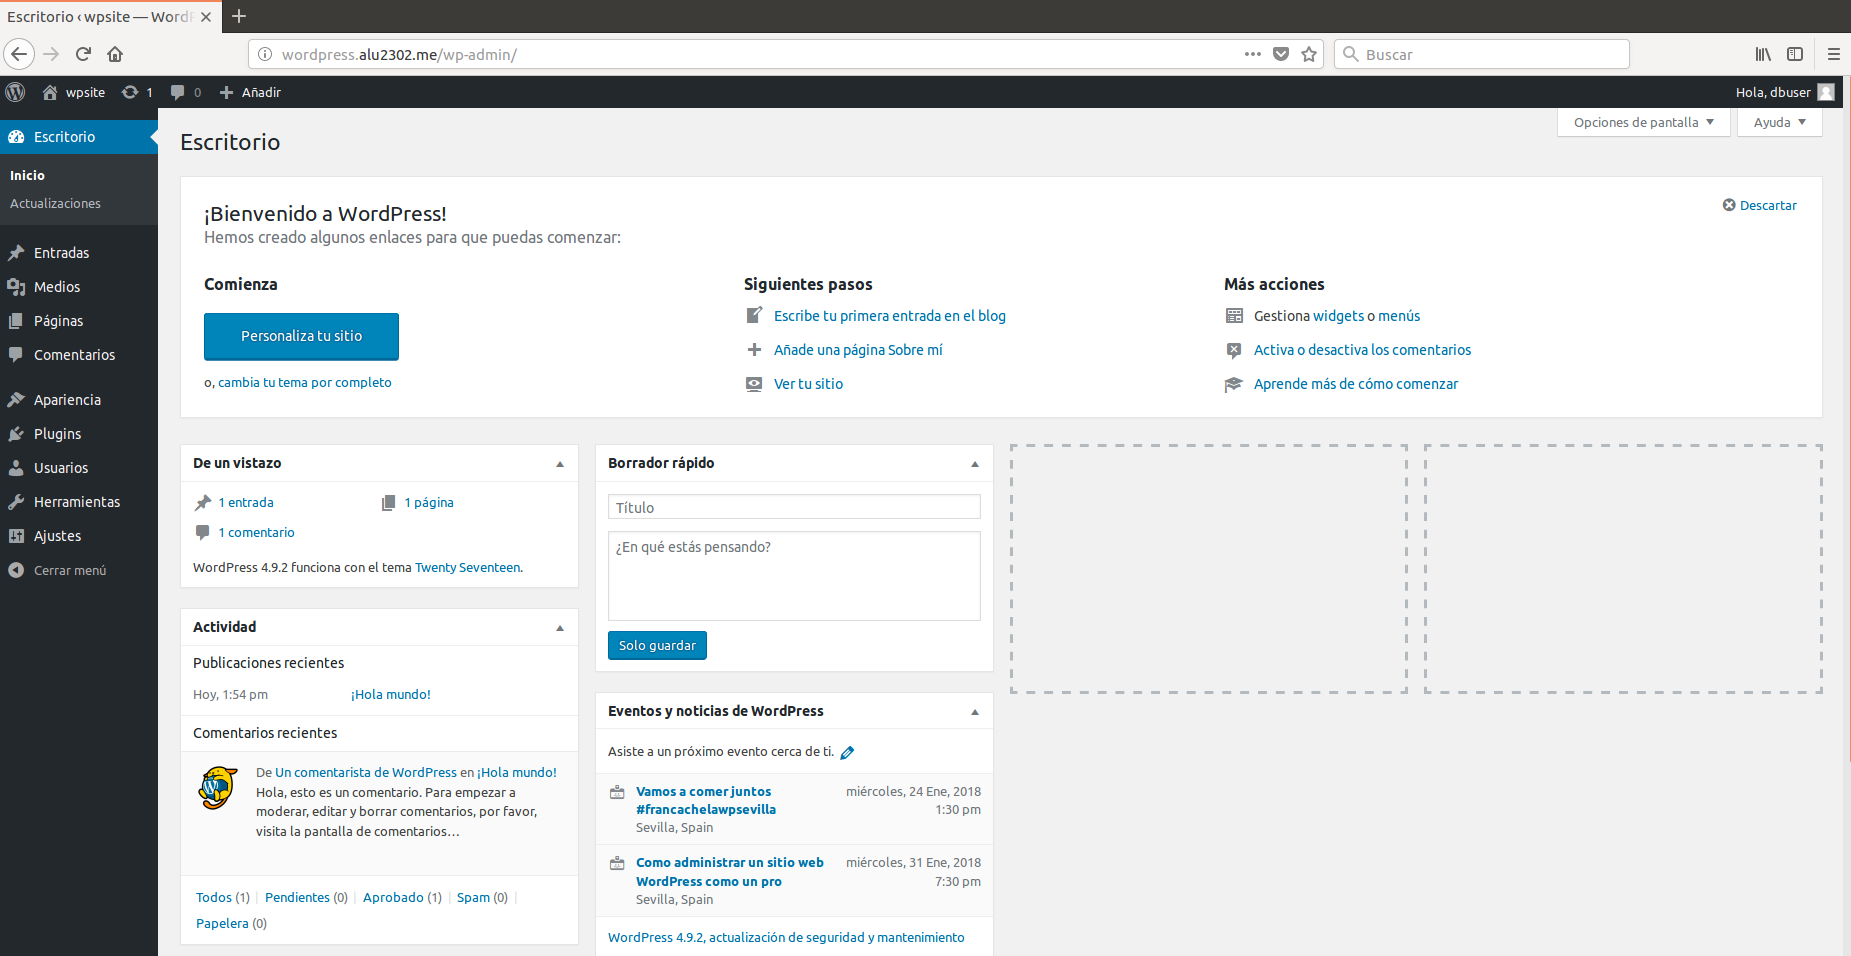 Escritorio ‹ wpsite — WordP
wordpress.alu2302.me/wp-admin/
Buscar
wpsite
1
0
Añadir
Hola, dbuser
Escritorio
Inicio
Actualizaciones
Entradas
Medios
Páginas
Comentarios
Apariencia
Plugins
Usuarios
Herramientas
Ajustes
Cerrar menú
Escritorio
Opciones de pantalla
Ayuda
¡Bienvenido a WordPress!
Descartar
Hemos creado algunos enlaces para que puedas comenzar:
Comienza
Personaliza tu sitio
o, cambia tu tema por completo
Siguientes pasos
Escribe tu primera entrada en el blog
Añade una página Sobre mí
Ver tu sitio
Más acciones
Gestiona widgets o menús
Activa o desactiva los comentarios
Aprende más de cómo comenzar
De un vistazo
1 entrada
1 página
1 comentario
WordPress 4.9.2 funciona con el tema Twenty Seventeen.
Actividad
Publicaciones recientes
Hoy, 1:54 pm
¡Hola mundo!
Comentarios recientes
De Un comentarista de WordPress en ¡Hola mundo!
Hola, esto es un comentario. Para empezar a
moderar, editar y borrar comentarios, por favor,
visita la pantalla de comentarios…
Todos (1) | Pendientes (0) | Aprobado (1) | Spam (0) |
Papelera (0)
Borrador rápido
Título
¿En qué estás pensando?
Solo guardar
Eventos y noticias de WordPress
Asiste a un próximo evento cerca de ti.
Vamos a comer juntos
#francachelawpsevilla
Sevilla, Spain
miércoles, 24 Ene, 2018
1:30 pm
Como administrar un sitio web
WordPress como un pro
Sevilla, Spain
miércoles, 31 Ene, 2018
7:30 pm
WordPress 4.9.2, actualización de seguridad y mantenimiento